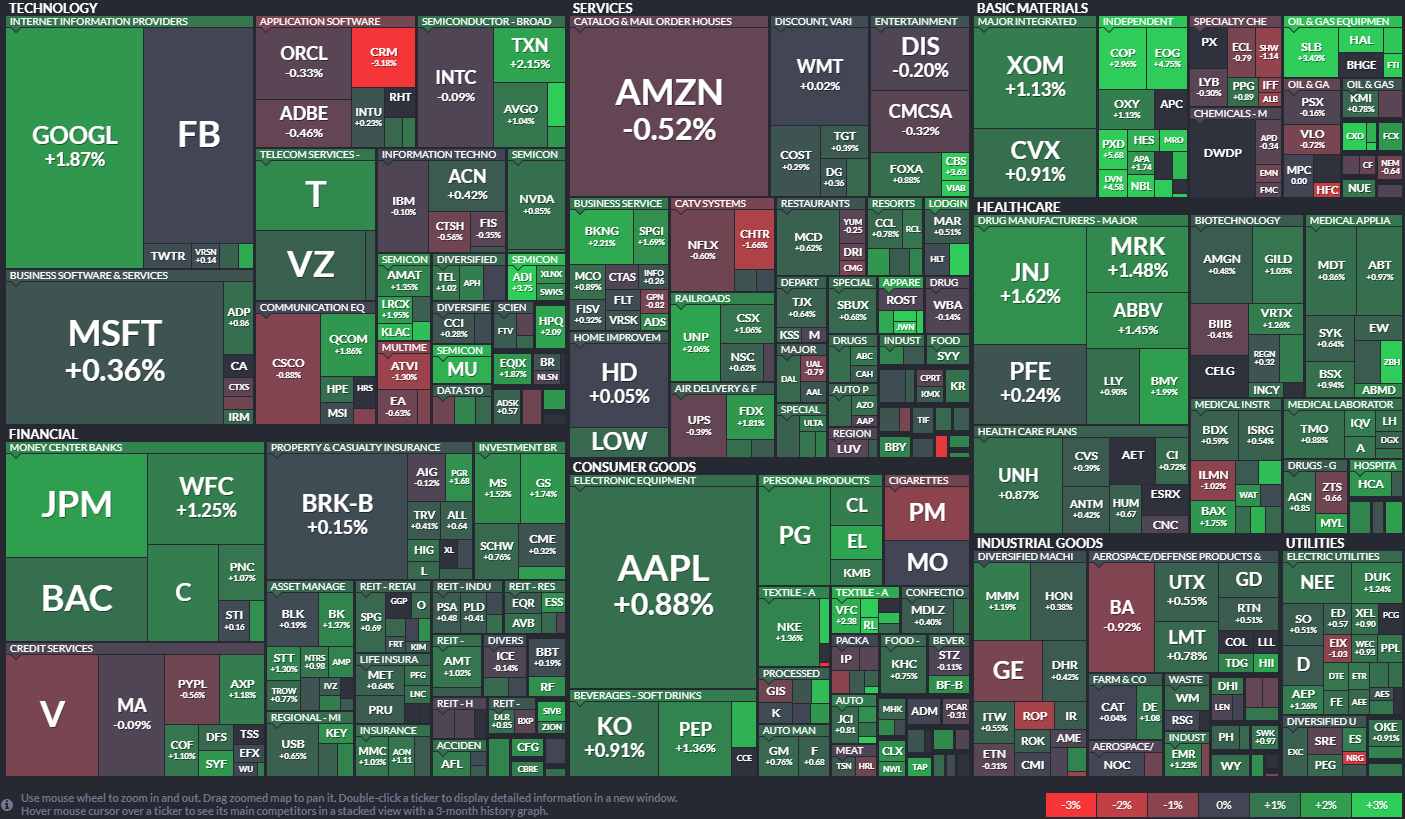 TECHNOLOGY
INTERNET INFORMATION PROVIDERS
GOOGL
+1.87%
FB
TWTR
VRSN
+0.14
APPLICATION SOFTWARE
ORCL
-0.33%
CRM
-3.18%
ADBE
-0.46%
INTU
+0.23%
RHT
SEMICONDUCTOR - BROAD
INTC
-0.09%
TXN
+2.15%
AVGO
+1.04%
TELECOM SERVICES -
T
VZ
INFORMATION TECHNO
IBM
-0.10%
ACN
+0.42%
CTSH
-0.56%
FIS
-0.35%
SEMICON
NVDA
+0.85%
BUSINESS SOFTWARE & SERVICES
MSFT
+0.36%
ADP
+0.86
CA
CTXS
IRM
COMMUNICATION EQ
CSCO
-0.88%
QCOM
+1.86%
HPE
HRS
MSI
SEMICON
AMAT
+1.35%
LRCX
+1.95%
KLAC
DIVERSIFIED
TEL
+1.02
APH
SEMICON
ADI
+3.75
XLNX
SWKS
DIVERSIFIE
CCI
+0.28%
SCIEN
FTV
HPQ
+2.09
MULTIME
ATVI
-1.30%
EA
-0.63%
SEMICON
MU
EQIX
+1.87%
BR
NLSN
DATA STO
ADSK
+0.57
FINANCIAL
MONEY CENTER BANKS
JPM
WFC
+1.25%
BAC
C
PNC
+1.07%
STI
+0.16
CREDIT SERVICES
V
MA
-0.09%
PYPL
-0.56%
AXP
+1.18%
COF
+1.10%
DFS
SYF
TSS
EFX
WU
PROPERTY & CASUALTY INSURANCE
BRK-B
+0.15%
AIG
-0.12%
PGR
+1.68
TRV
+0.41%
ALL
+0.64
HIG
XL
L
INVESTMENT BR
MS
+1.52%
GS
+1.74%
SCHW
+0.76%
CME
+0.32%
ASSET MANAGE
BLK
+0.19%
BK
+1.37%
STT
+1.30%
NTRS
+0.98
AMP
TROW
+0.77%
IVZ
REIT - RETAI
SPG
+0.69
GGP
O
FRT
KIM
REIT - INDU
PSA
+0.48
PLD
+0.41
REIT - RES
EQR
ESS
AVB
LIFE INSURA
MET
+0.64%
PFG
LNC
PRU
REIT -
AMT
+1.02%
DIVERS
ICE
-0.14%
BBT
+0.19%
RF
REGIONAL - MI
USB
+0.65%
KEY
INSURANCE
MMC
+1.03%
AON
+1.11
REIT - H
REIT -
DLR
+0.85
BXP
SIVB
ZION
ACCIDEN
AFL
CFG
CBRE
SERVICES
CATALOG & MAIL ORDER HOUSES
AMZN
-0.52%
DISCOUNT, VARI
WMT
+0.02%
COST
+0.29%
TGT
+0.39%
DG
+0.36
ENTERTAINMENT
DIS
-0.20%
CMCSA
-0.32%
FOXA
+0.88%
CBS
+3.63
VIAB
BUSINESS SERVICE
BKNG
+2.21%
SPGI
+1.69%
MCO
+0.89%
CTAS
INFO
+0.26
FLT
GPN
-0.82
FISV
+0.32%
VRSK
ADS
CATV SYSTEMS
NFLX
-0.60%
CHTR
-1.66%
RESTAURANTS
MCD
+0.62%
YUM
-0.25
DRI
CMG
RESORTS
CCL
+0.78%
RCL
LODGIN
MAR
+0.51%
HLT
RAILROADS
UNP
+2.06%
CSX
+1.06%
NSC
+0.62%
DEPART
TJX
+0.64%
KSS
M
SPECIAL
SBUX
+0.68%
APPARE
ROST
JWN
DRUG
WBA
-0.14%
HOME IMPROVEM
HD
+0.05%
LOW
MAJOR
DAL
UAL
-0.79
AAL
DRUGS
ABC
CAH
INDUST
FOOD
SYY
AIR DELIVERY & F
UPS
-0.39%
FDX
+1.81%
SPECIAL
ULTA
AUTO P
AZO
AAP
CPRT
KMX
KR
REGION
LUV
TIF
BBY
CONSUMER GOODS
ELECTRONIC EQUIPMENT
AAPL
+0.88%
PERSONAL PRODUCTS
PG
CL
EL
KMB
CIGARETTES
PM
MO
BEVERAGES - SOFT DRINKS
KO
+0.91%
PEP
+1.36%
CCE
TEXTILE - A
NKE
+1.36%
TEXTILE - A
VFC
+2.38
RL
CONFECTIO
MDLZ
+0.40%
PROCESSED
GIS
K
PACKA
IP
FOOD -
KHC
+0.75%
BEVER
STZ
-0.11%
BF-B
AUTO MAN
GM
+0.76%
F
+0.68
AUTO
JCI
+0.81
MHK
ADM
PCAR
-0.31
MEAT
TSN
HRL
CLX
NWL
TAP
BASIC MATERIALS
MAJOR INTEGRATED
XOM
+1.13%
CVX
+0.91%
INDEPENDENT
COP
+2.96%
EOG
+4.75%
OXY
+1.13%
APC
PXD
+5.68
HES
MRO
APA
+1.74
DVN
+4.58
NBL
SPECIALTY CHE
PX
ECL
-0.79
SHW
-1.14
LYB
-0.30%
PPG
+0.89
IFF
ALB
OIL & GAS EQUIPMEN
SLB
+3.43%
HAL
BHGE
FTI
CHEMICALS - M
DWDP
APD
-0.34
EMN
FMC
OIL & GA
PSX
-0.16%
VLO
-0.72%
MPC
0.00
HFC
OIL & GAS
KMI
+0.78%
CXO
FCX
CF
NEM
-0.64
NUE
HEALTHCARE
DRUG MANUFACTURERS - MAJOR
JNJ
+1.62%
MRK
+1.48%
ABBV
+1.45%
PFE
+0.24%
LLY
+0.90%
BMY
+1.99%
BIOTECHNOLOGY
AMGN
+0.48%
GILD
+1.03%
BIIB
-0.41%
VRTX
+1.26%
CELG
REGN
+0.32
INCY
MEDICAL APPLIA
MDT
+0.86%
ABT
+0.97%
SYK
+0.64%
EW
BSX
+0.94%
ZBH
ABMD
HEALTH CARE PLANS
UNH
+0.87%
CVS
+0.39%
AET
CI
+0.72%
ANTM
+0.42%
HUM
+0.67
ESRX
CNC
MEDICAL INSTR
BDX
+0.59%
ISRG
+0.54%
ILMN
-1.02%
WAT
BAX
+1.75%
MEDICAL LABORATOR
TMO
+0.88%
IQV
LH
A
DGX
DRUGS - G
AGN
+0.85
ZTS
-0.66
MYL
HOSPITA
HCA
INDUSTRIAL GOODS
DIVERSIFIED MACHI
MMM
+1.19%
HON
+0.38%
GE
DHR
+0.42%
ITW
+0.55%
ROP
IR
ETN
-0.31%
ROK
AME
CMI
AEROSPACE/DEFENSE PRODUCTS &
BA
-0.92%
UTX
+0.55%
GD
LMT
+0.78%
RTN
+0.51%
COL
LLL
TDG
HII
FARM & CO
CAT
+0.04%
DE
+1.08
WASTE
WM
RSG
DHI
LEN
AEROSPACE/
NOC
INDUST
EMR
+1.23%
PH
SWK
+0.97
WY
UTILITIES
ELECTRIC UTILITIES
NEE
DUK
+1.24%
SO
+0.51%
ED
+0.57
XEL
+0.90
PCG
EIX
-1.03
WEC
+0.93
PPL
D
DTE
ETR
AEP
+1.26%
FE
AEE
AES
DIVERSIFIED U
EXC
SRE
ES
PEG
NRG
OKE
+0.91%
Use mouse wheel to zoom in and out. Drag zoomed map to pan it. Double-click a ticker to display detailed information in a new window.
Hover mouse cursor over a ticker to see its main competitors in a stacked view with a 3-month history graph.
-3%
-2%
-1%
0%
+1%
+2%
+3%